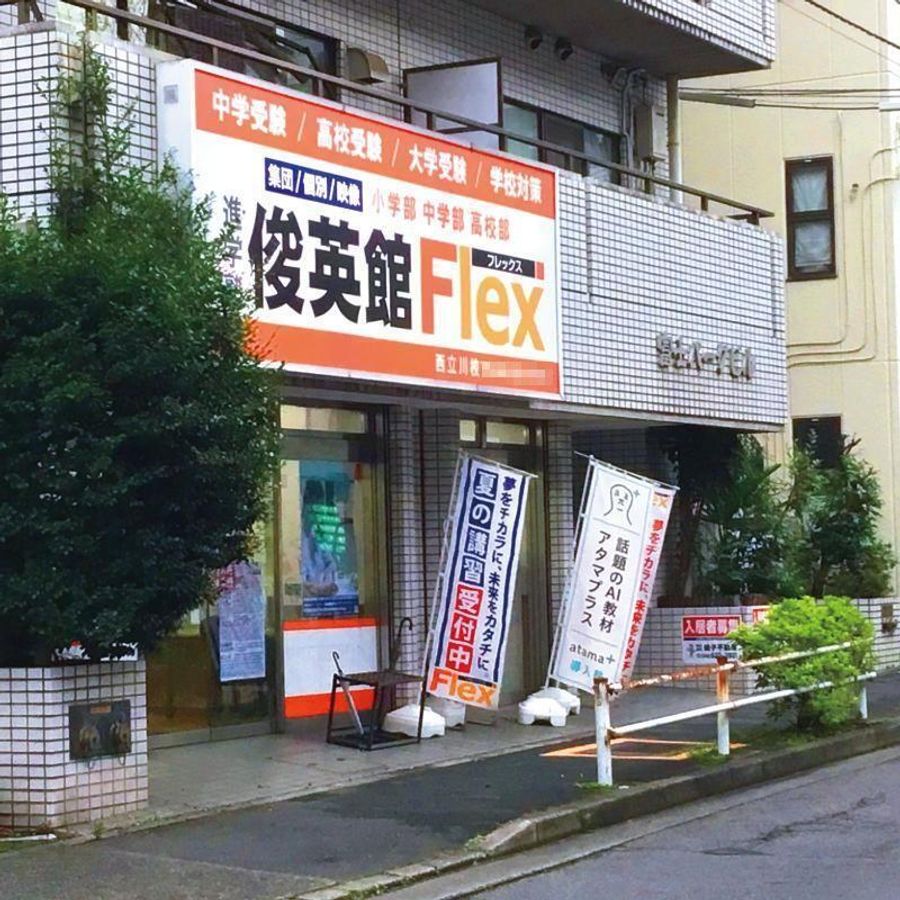 中学受験 / 高校受験 / 大学受験 / 学校対策
集団/個別/映像
小学部 中学部 高校部
進学
俊英館
Flex
フレックス
西立川校
夢をチカラに、未来をカタチに。
夏の講習受付中
Flex
夢をチカラに、未来をカタチに
話題のAI教材
アタマプラス
atama+
導入
入居者募集